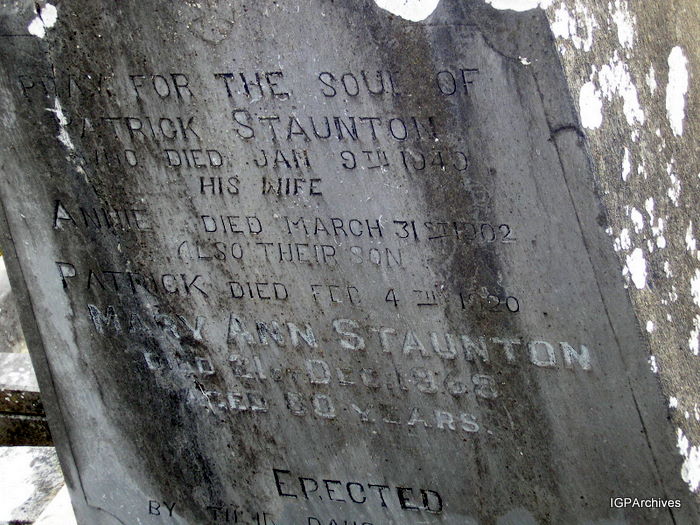 PRAY FOR THE SOUL OF
PATRICK STAUNTON
WHO DIED JAN 9TH 1940
HIS WIFE
ANNIE DIED MARCH 31ST 1902
ALSO THEIR SON
PATRICK DIED FEB 4TH 1920
MARY ANN STAUNTON
DIED 21ST DEC. 1968
AGED 80 YEARS.
ERECTED
BY THEIR
IGPArchives